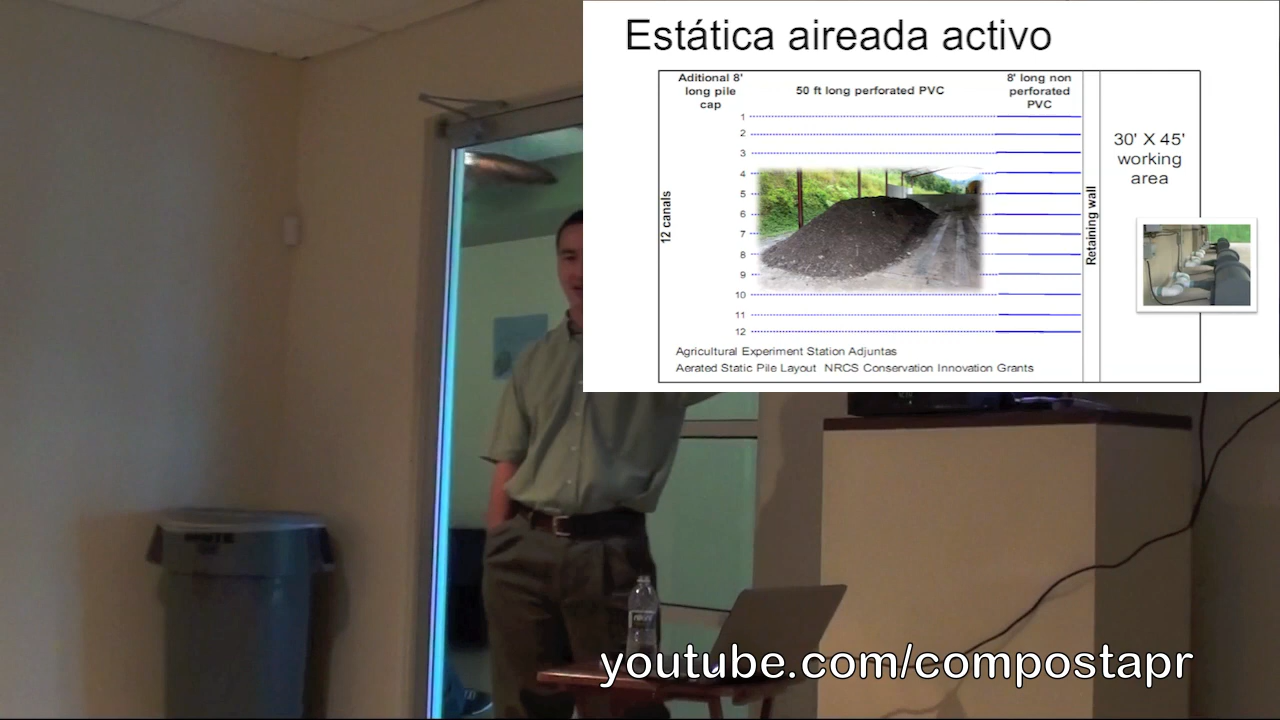 Estática aireada activo
Aditional 8'
long pile
cap
50 ft long perforated PVC
8' long non
perforated
PVC
1
2
3
4
5
6
7
8
9
10
11
12
12 canals
Retaining wall
30' X 45'
working
area
Agricultural Experiment Station Adjuntas
Aerated Static Pile Layout NRCS Conservation Innovation Grants
youtube.com/compostapr